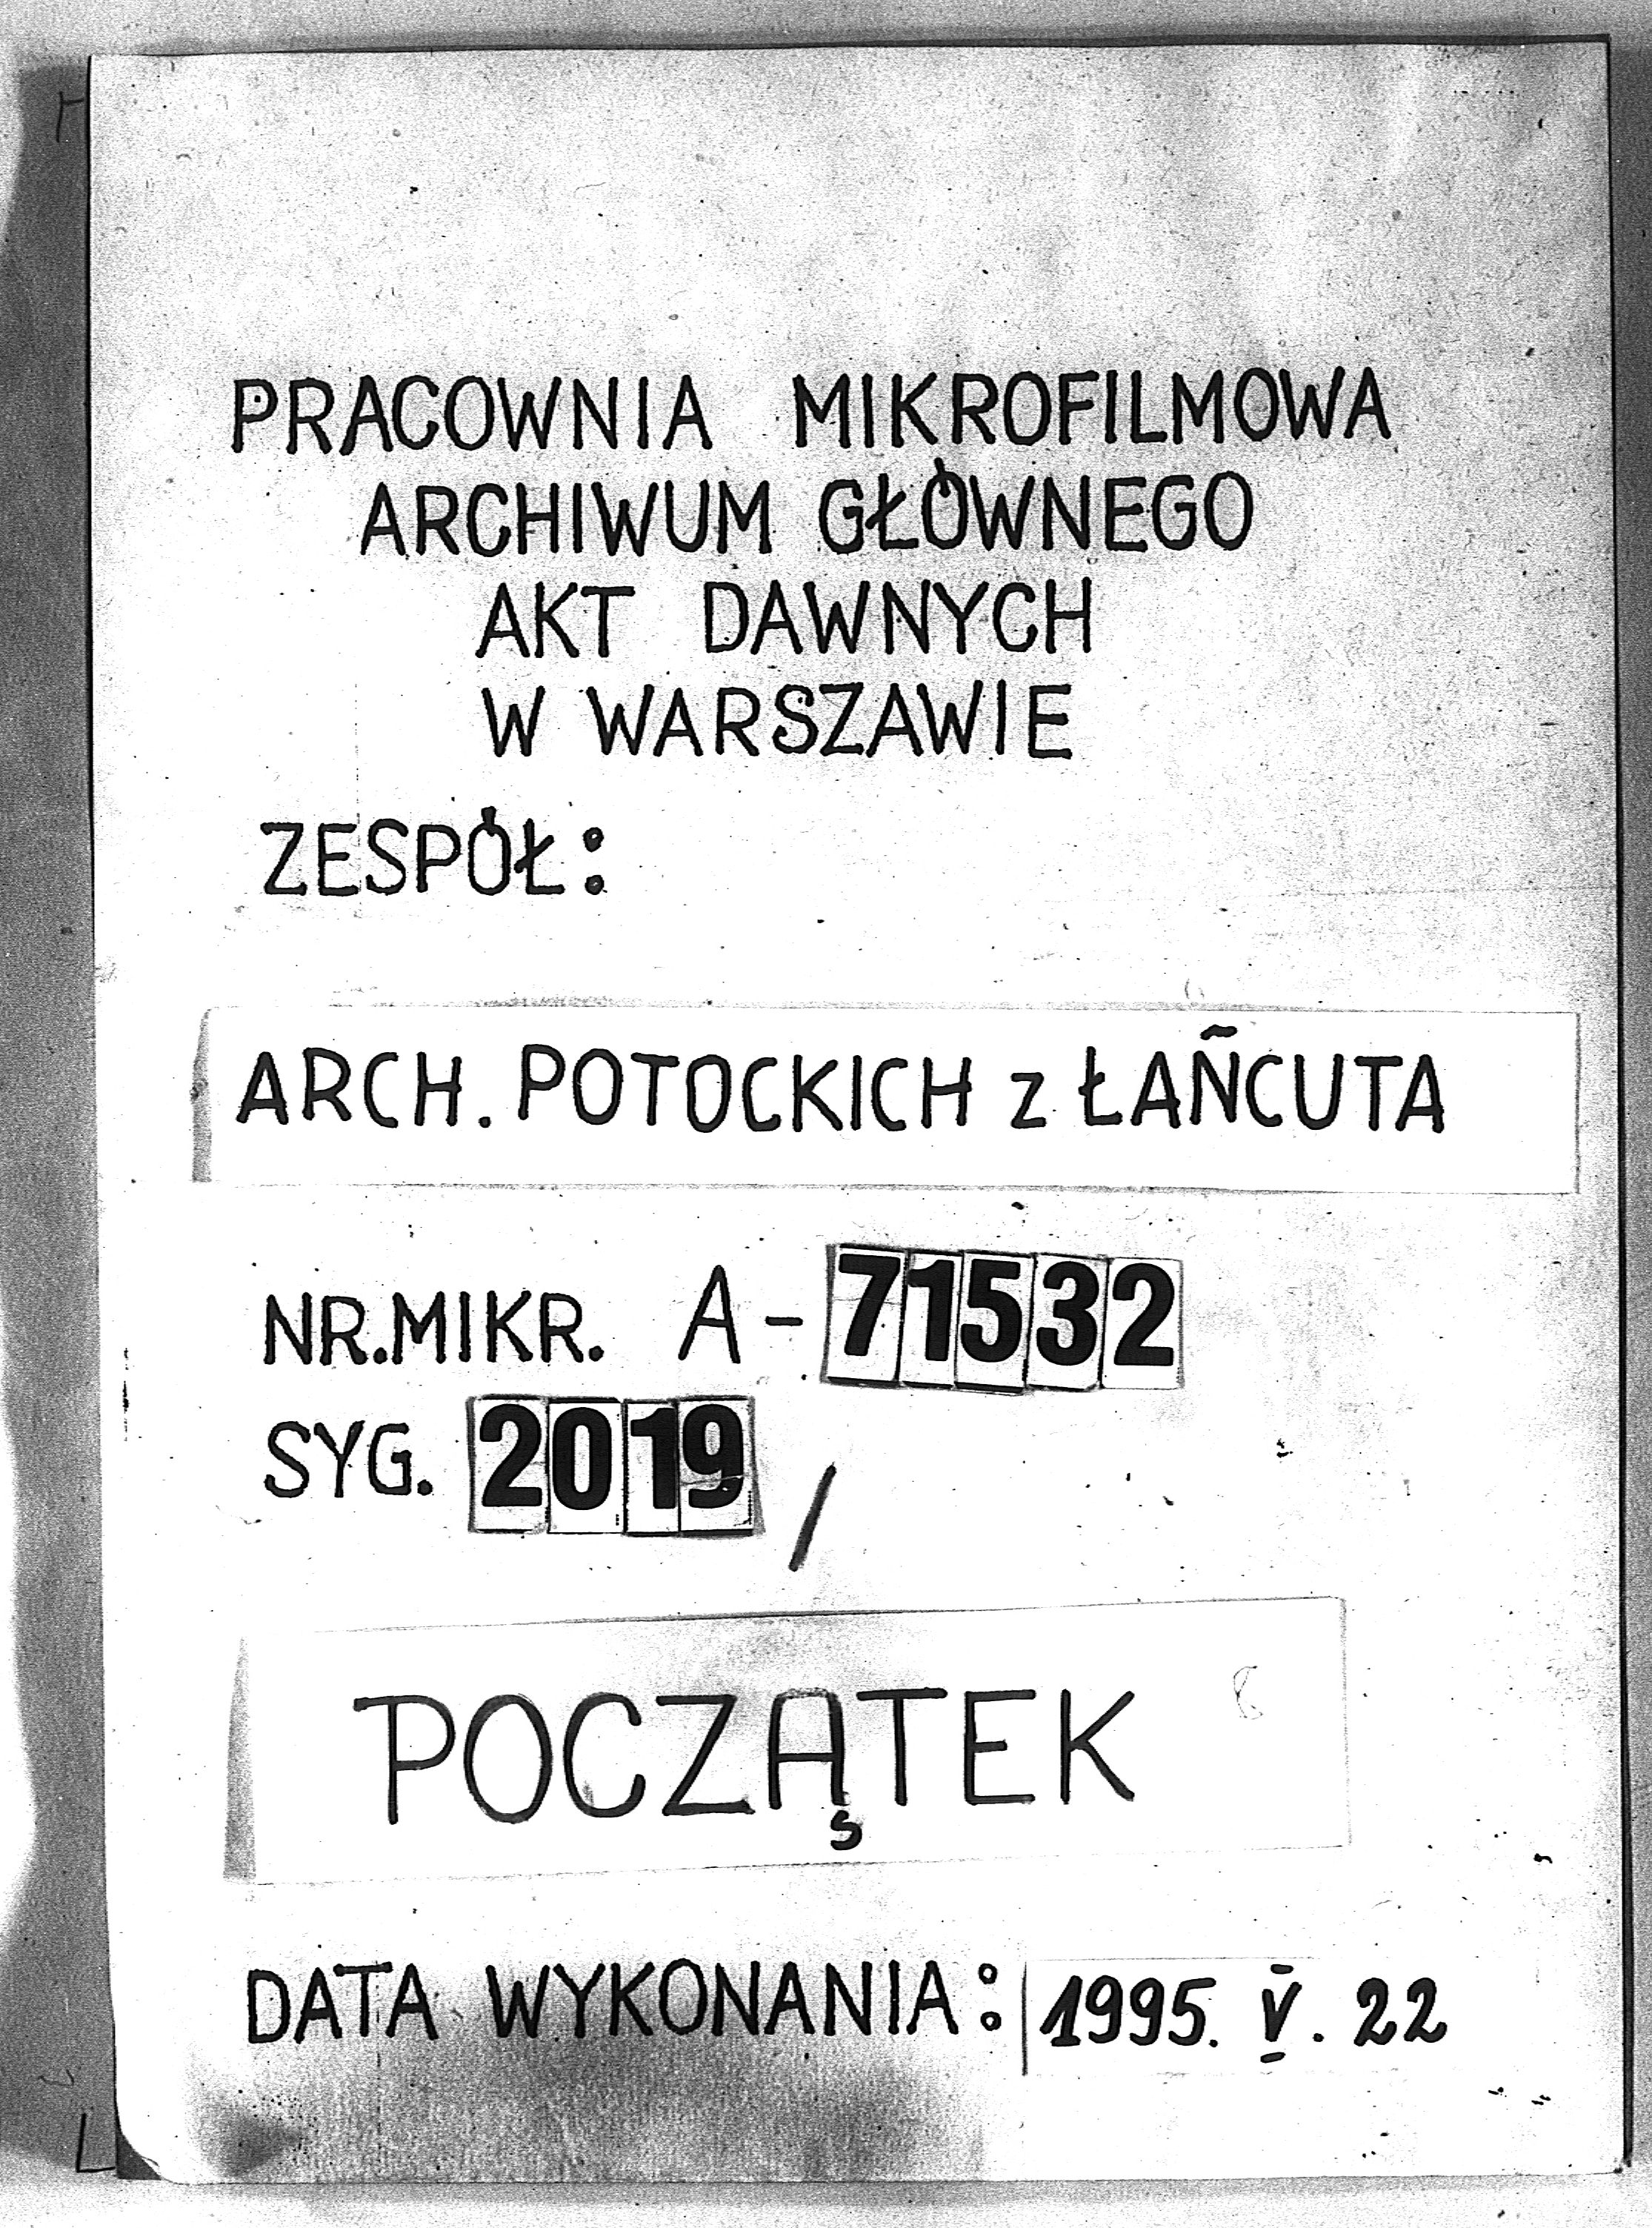 PRACOWNIA MIKROFILMOWA
ARCHIWUM GŁÓWNEGO
AKT DAWNYCH
W WARSZAWIE
ZESPÓŁ:
ARCH. POTOCKICH z ŁAŃCUTA
NR.MIKR. A-71532
SYG. 2019 /
POCZĄTEK
DATA WYKONANIA: 1995. V. 22